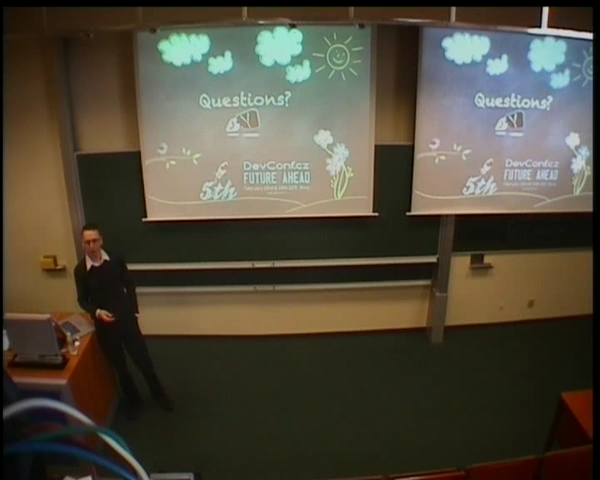 Questions?
DevConf.cz
FUTURE AHEAD
5th
Questions?
DevConf.cz
FUTURE AHEAD
5th